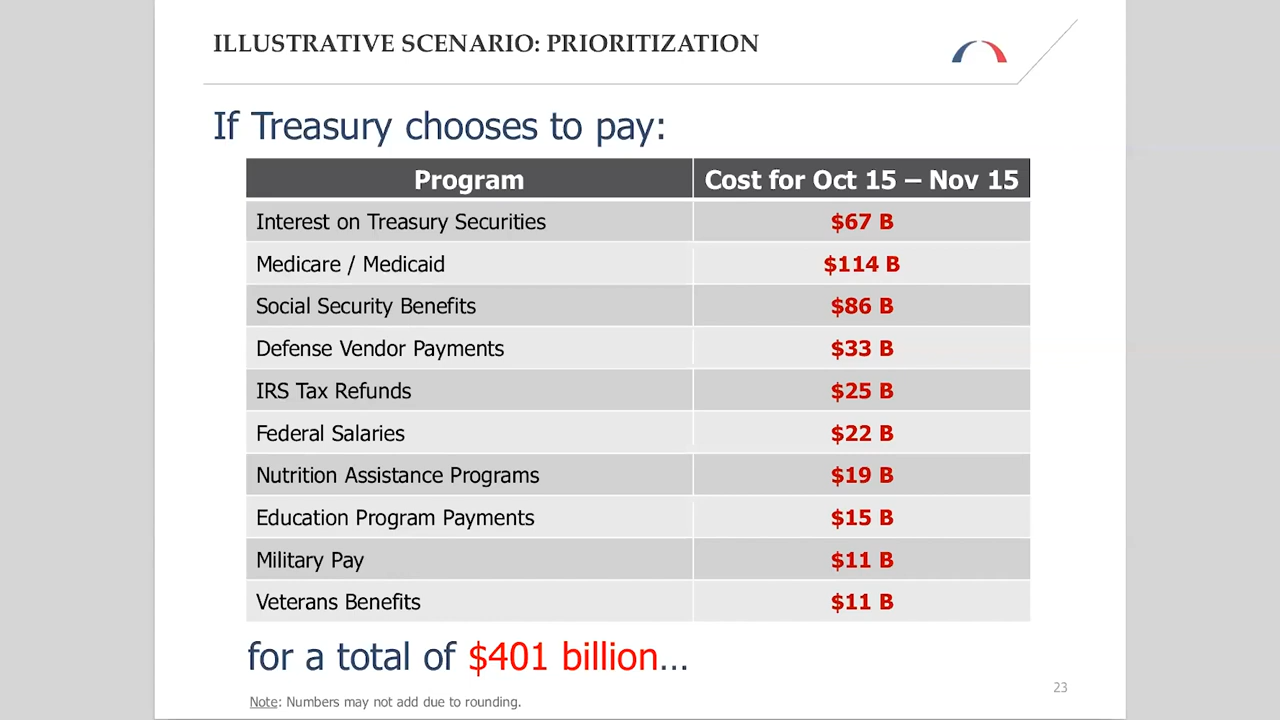 ILLUSTRATIVE SCENARIO: PRIORITIZATION
If Treasury chooses to pay:
Program Cost for Oct 15 – Nov 15
Interest on Treasury Securities $67 B
Medicare / Medicaid $114 B
Social Security Benefits $86 B
Defense Vendor Payments $33 B
IRS Tax Refunds $25 B
Federal Salaries $22 B
Nutrition Assistance Programs $19 B
Education Program Payments $15 B
Military Pay $11 B
Veterans Benefits $11 B
for a total of $401 billion…
23
Note: Numbers may not add due to rounding.